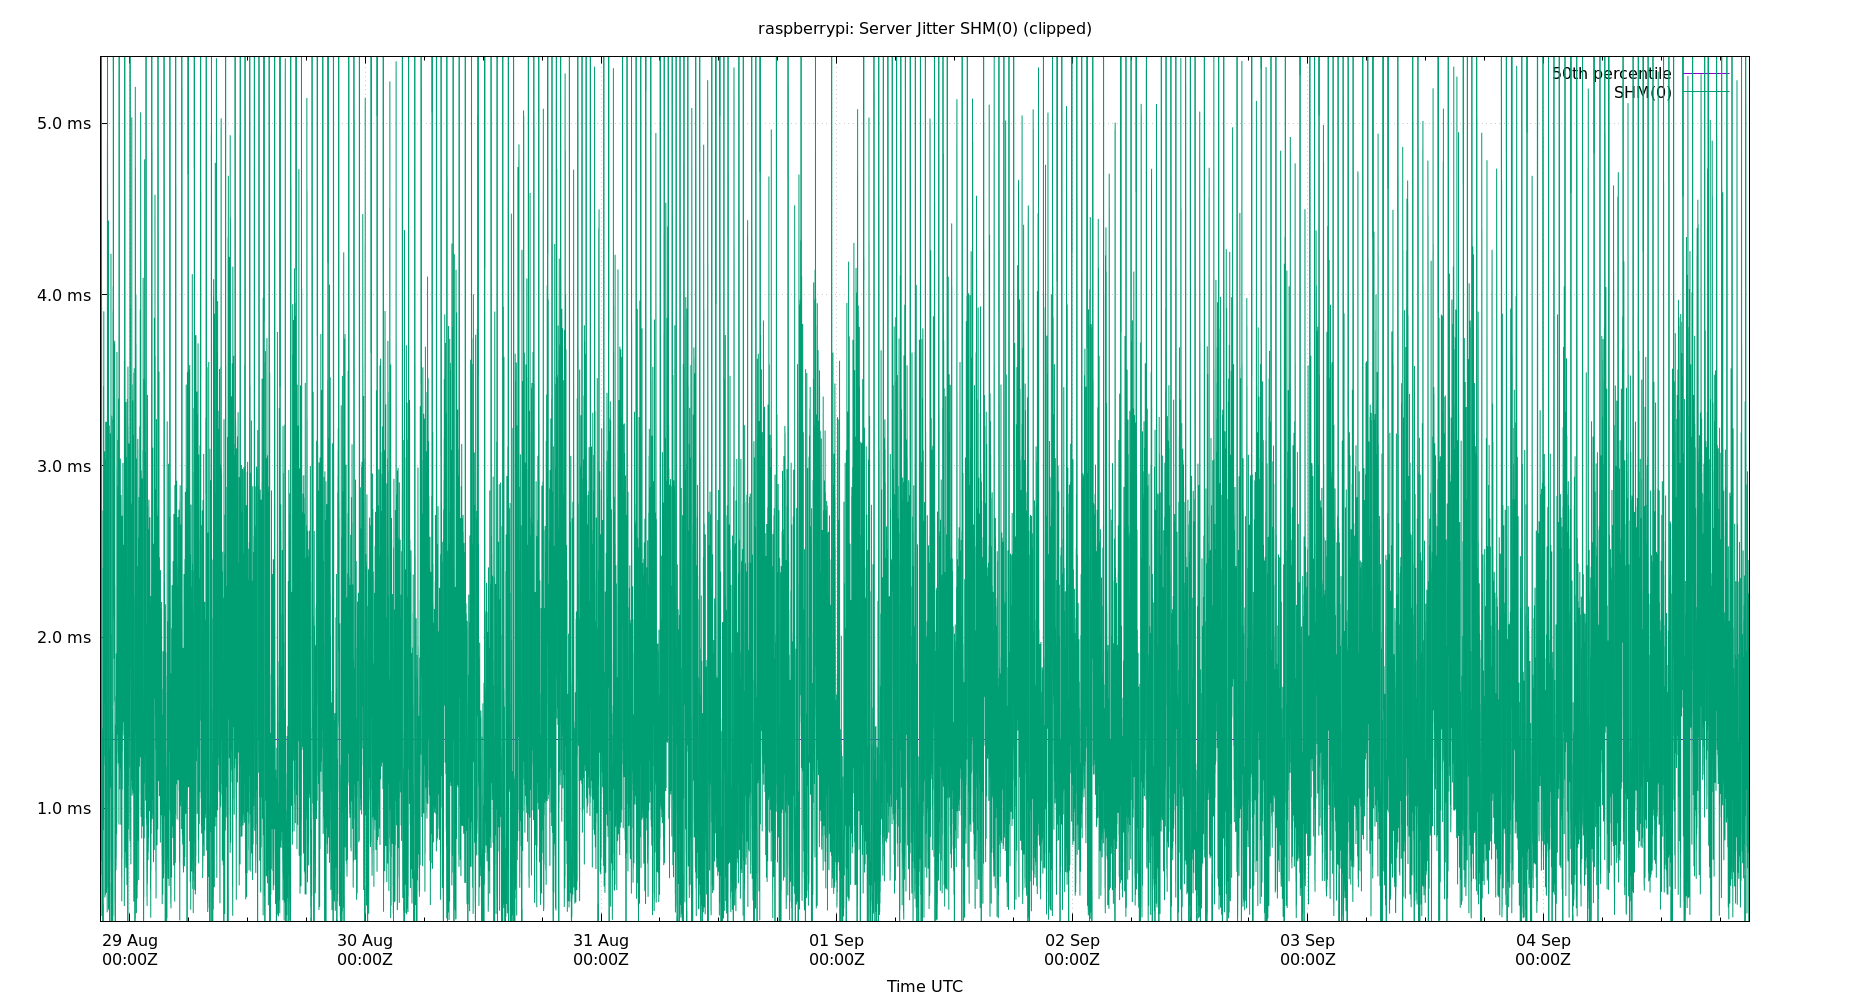 raspberrypi: Server Jitter SHM(0) (clipped)
50th percentile
SHM(0)
5.0 ms
4.0 ms
3.0 ms
2.0 ms
1.0 ms
29 Aug 30 Aug 31 Aug 01 Sep 02 Sep 03 Sep 04 Sep
00:00Z 00:00Z 00:00Z 00:00Z 00:00Z 00:00Z 00:00Z
Time UTC